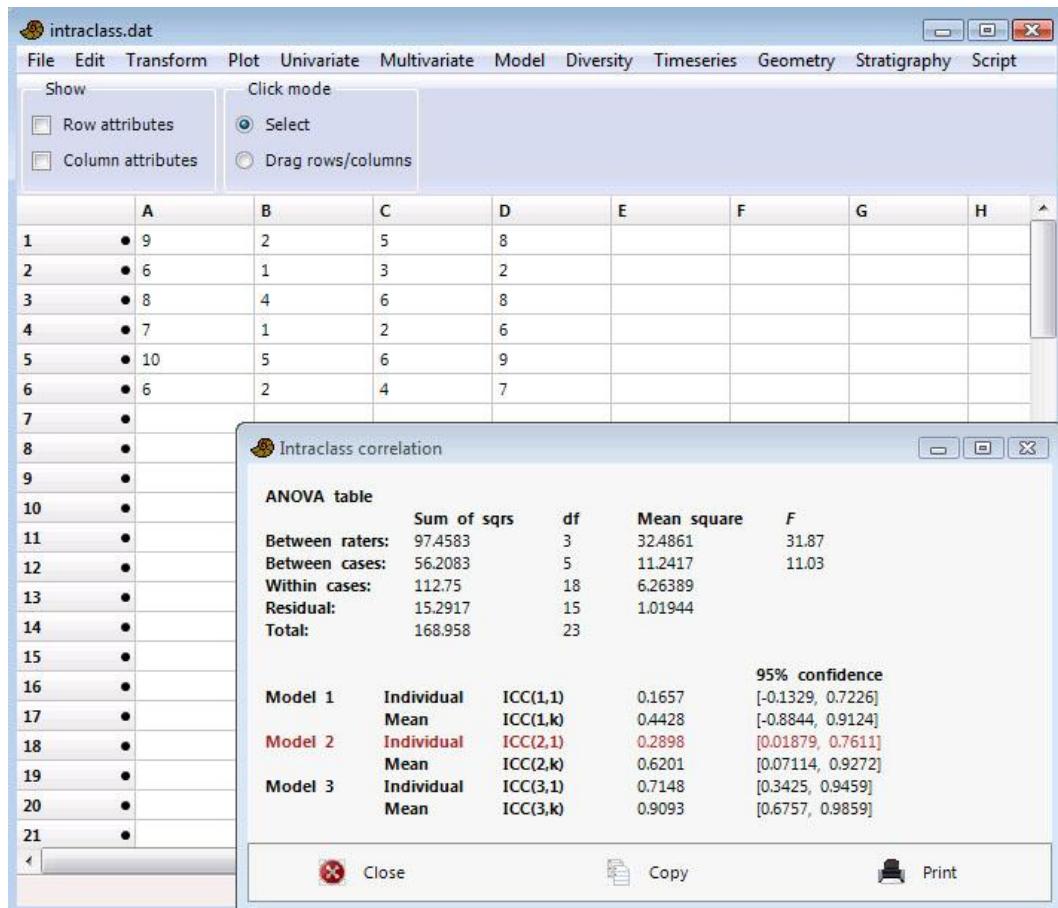 intraclass.dat
File Edit Transform Plot Univariate Multivariate Model Diversity Timeseries Geometry Stratigraphy Script
Show Click mode
Row attributes Select
Column attributes Drag rows/columns
A B C D E F G H
1 9 2 5 8
2 6 1 3 2
3 8 4 6 8
4 7 1 2 6
5 10 5 6 9
6 6 2 4 7
7
8
9
10
11
12
13
14
15
16
17
18
19
20
21
Intraclass correlation
ANOVA table
Sum of sqrs df Mean square F
Between raters: 97.4583 3 32.4861 31.87
Between cases: 56.2083 5 11.2417 11.03
Within cases: 112.75 18 6.26389
Residual: 15.2917 15 1.01944
Total: 168.958 23
95% confidence
Model 1 Individual ICC(1,1) 0.1657 [-0.1329, 0.7226]
Mean ICC(1,k) 0.4428 [-0.8844, 0.9124]
Model 2 Individual ICC(2,1) 0.2898 [0.01879, 0.7611]
Mean ICC(2,k) 0.6201 [0.07114, 0.9272]
Model 3 Individual ICC(3,1) 0.7148 [0.3425, 0.9459]
Mean ICC(3,k) 0.9093 [0.6757, 0.9859]
Close Copy Print